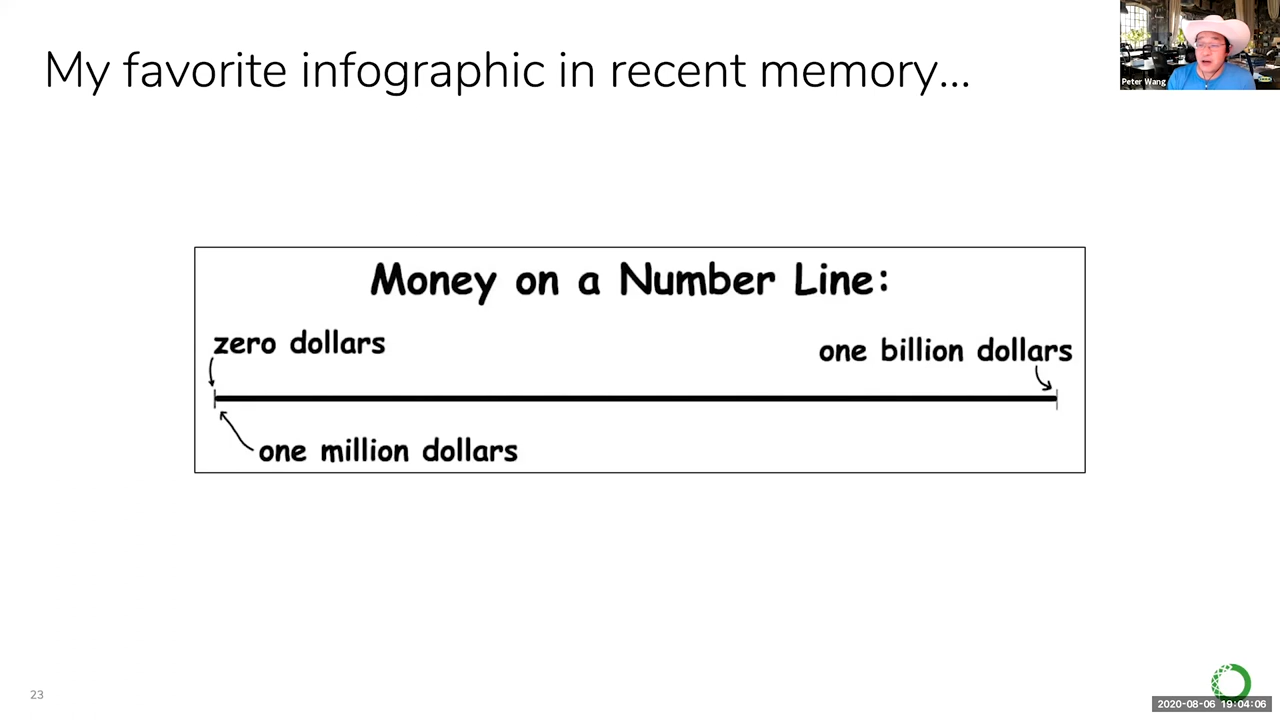 My favorite infographic in recent memory...
Peter Wang
Money on a Number Line:
zero dollars
one billion dollars
one million dollars
23
2020-08-06 19:04:06